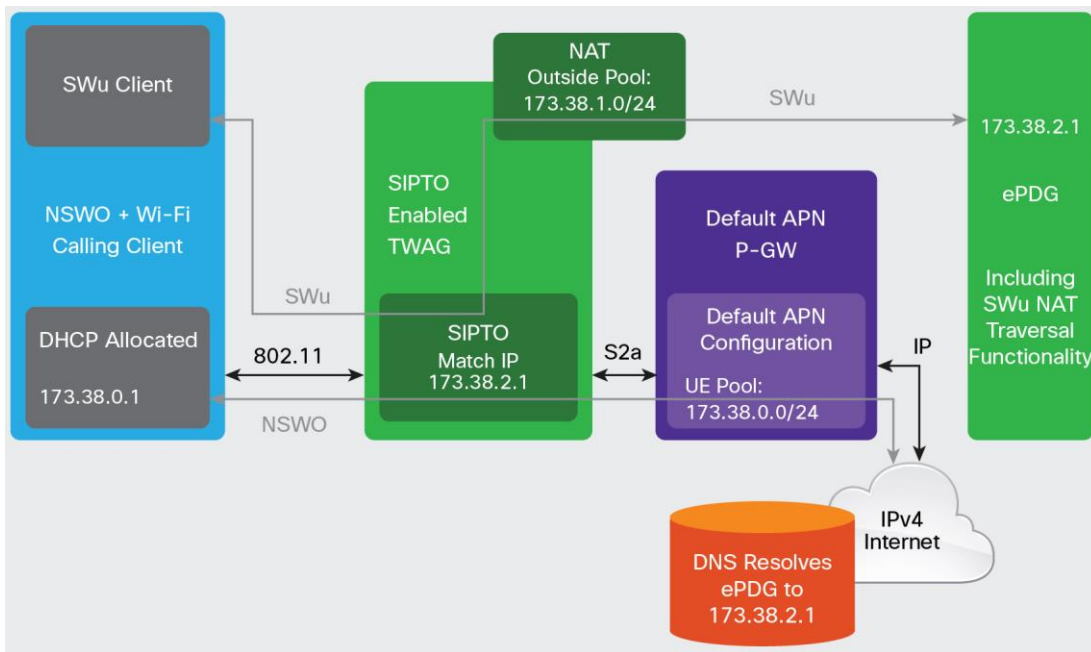 SWu Client
NSWO + Wi-Fi
Calling Client
DHCP Allocated
173.38.0.1
SWu
802.11
NSWO
SIPTO
Enabled
TWAG
SIPTO
Match IP
173.38.2.1
NAT
Outside Pool:
173.38.1.0/24
SWu
S2a
Default APN
P-GW
Default APN
Configuration
UE Pool:
173.38.0.0/24
IP
173.38.2.1
ePDG
Including
SWu NAT
Traversal
Functionality
IPv4
Internet
DNS Resolves
ePDG to
173.38.2.1